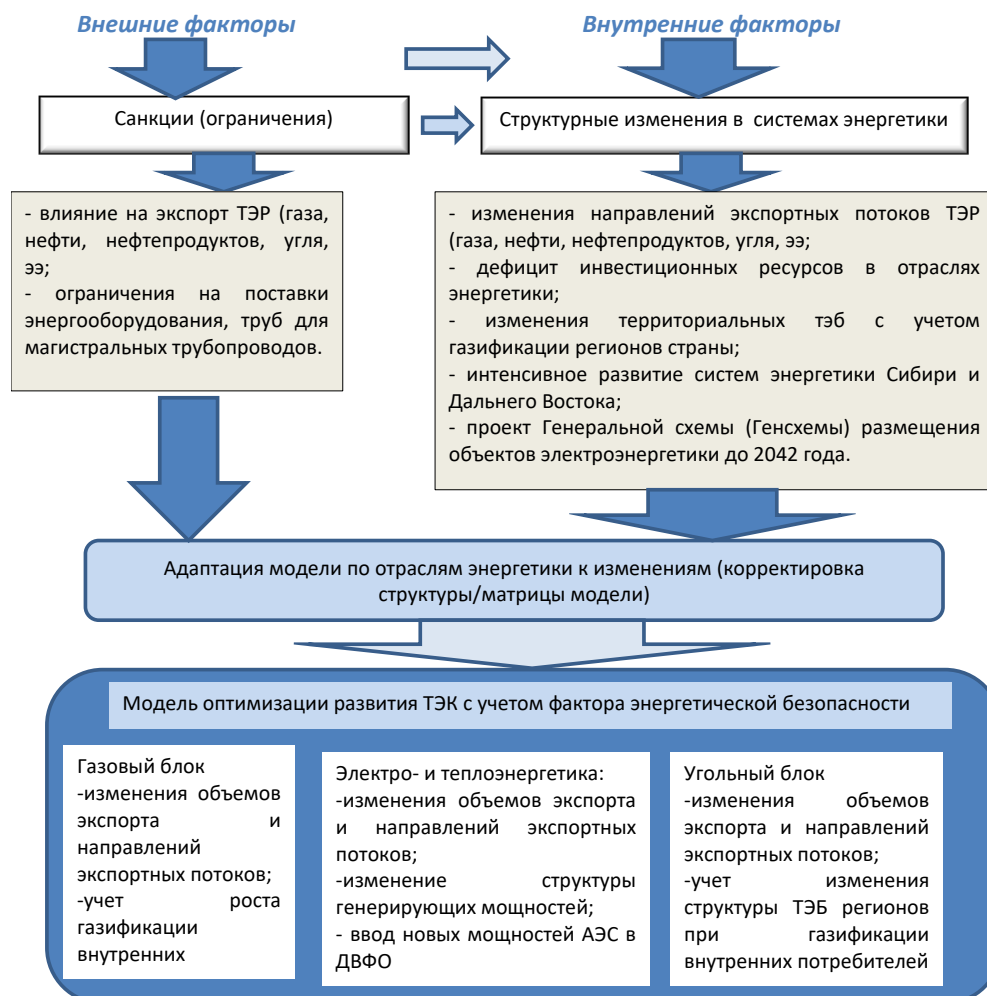 Внешние факторы
Внутренние факторы
Санкции (ограничения)
Структурные изменения в системах энергетики
- влияние на экспорт ТЭР (газа,
нефти, нефтепродуктов, угля,
ээ;
- ограничения на поставки
энергооборудования, труб для
магистральных трубопроводов.
- изменения направлений экспортных потоков ТЭР
(газа, нефти, нефтепродуктов, угля, ээ;
- дефицит инвестиционных ресурсов в отраслях
энергетики;
- изменения территориальных тэб с учетом
газификации регионов страны;
- интенсивное развитие систем энергетики Сибири и
Дальнего Востока;
- проект Генеральной схемы (Генсхемы) размещения
объектов электроэнергетики до 2042 года.
Адаптация модели по отраслям энергетики к изменениям (корректировка
структуры/матрицы модели)
Модель оптимизации развития ТЭК с учетом фактора энергетической безопасности
Газовый блок
-изменения объемов
экспорта и
направлений
экспортных потоков;
-учет роста
газификации
внутренних
Электро- и теплоэнергетика:
-изменения объемов экспорта
и направлений экспортных
потоков;
-изменение структуры
генерирующих мощностей;
- ввод новых мощностей АЭС в
ДВФО
Угольный блок
-изменения объемов
экспорта и направлений
экспортных потоков;
-учет изменения
структуры ТЭБ регионов
при газификации
внутренних потребителей